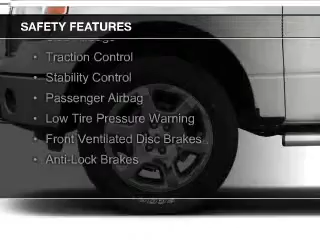 SAFETY FEATURES
• Traction Control
• Stability Control
• Passenger Airbag
• Low Tire Pressure Warning
• Front Ventilated Disc Brakes
• Anti-Lock Brakes